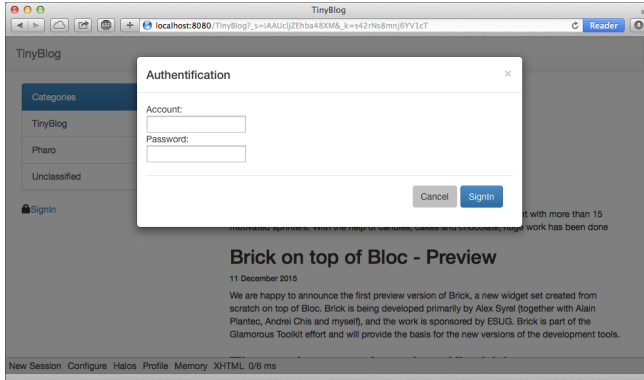 TinyBlog
localhost:8080/TinyBlog?_s=iAAUcljZEhba48XM&_k=s42rNs8mnj6YV1cT
Reader
TinyBlog
Authentification
×
Categories
TinyBlog
Pharo
Unclassified
SignIn
Account:
Password:
Cancel
SignIn
nt with more than 15
motivated sprinters. With the help of candies, cakes and chocolate, huge work has been done
Brick on top of Bloc - Preview
11 December 2015
We are happy to announce the first preview version of Brick, a new widget set created from
scratch on top of Bloc. Brick is being developed primarily by Alex Syrel (together with Alain
Plantec, Andrei Chis and myself), and the work is sponsored by ESUG. Brick is part of the
Glamorous Toolkit effort and will provide the basis for the new versions of the development tools.
New Session Configure Halos Profile Memory XHTML 0/6 ms